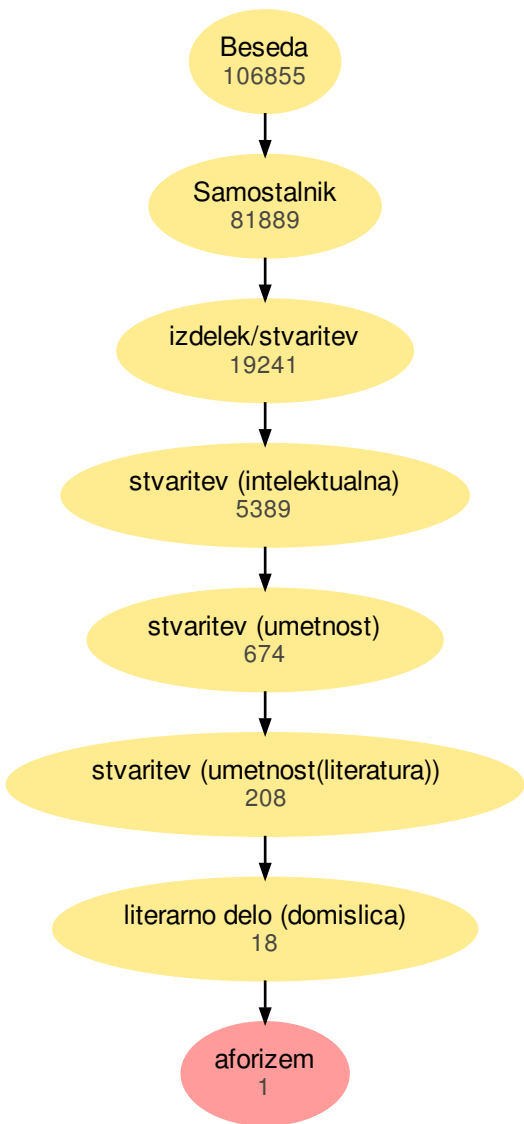 Beseda
106855
Samostalnik
81889
izdelek/stvaritev
19241
stvaritev (intelektualna)
5389
stvaritev (umetnost)
674
stvaritev (umetnost(literatura))
208
literarno delo (domislica)
18
aforizem
1